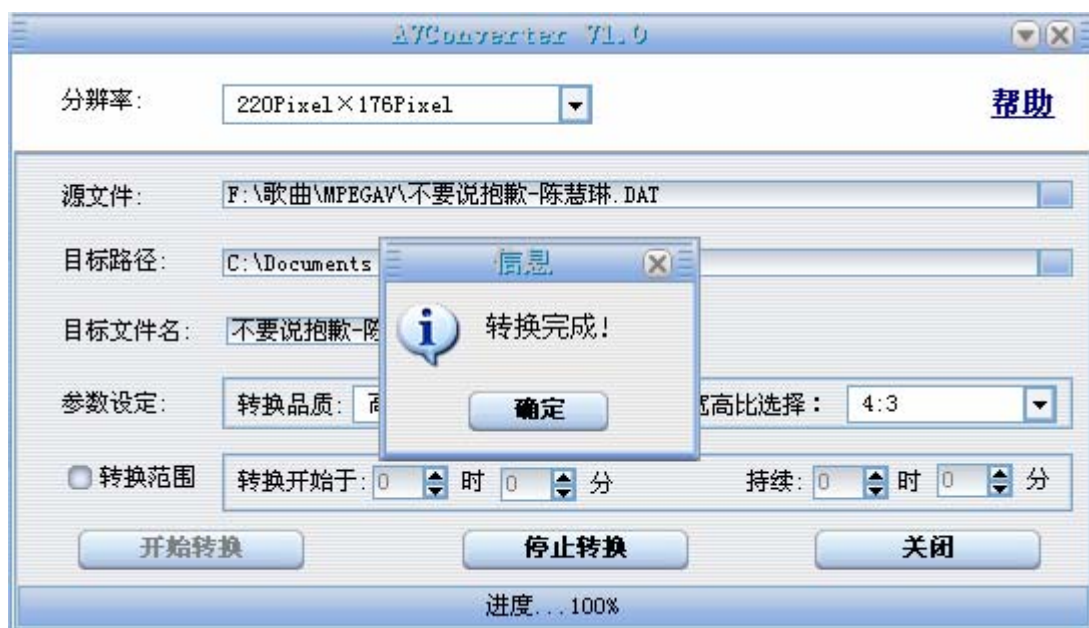 AVConverter V1.0
分辨率: 220Pixel×176Pixel 帮助
源文件: F:\歌曲\MPEGAV\不要说抱歉-陈慧琳.DAT
目标路径: C:\Documents
信息
目标文件名: 不要说抱歉-陈
转换完成!
参数设定: 转换品质: 高 宽高比选择: 4:3
确定
转换范围 转换开始于: 0 时 0 分 持续: 0 时 0 分
开始转换 停止转换 关闭
进度...100%